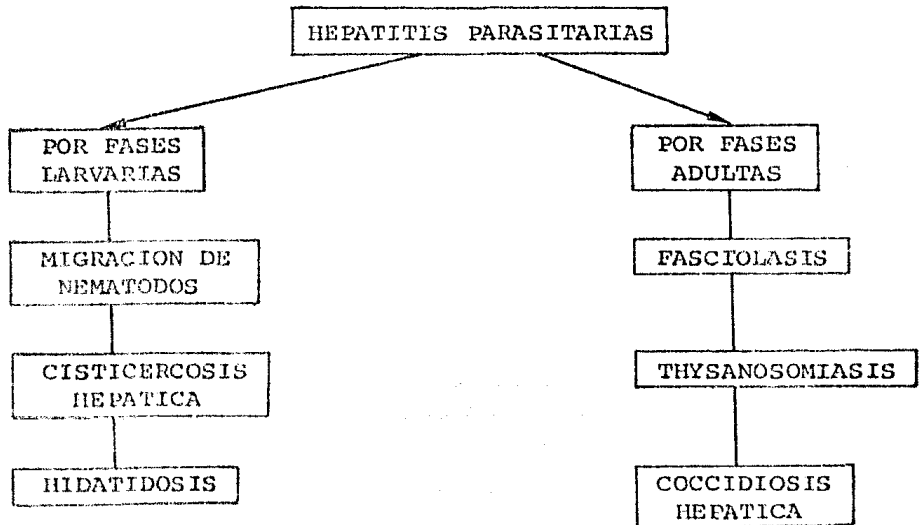 HEPATITIS PARASITARIAS
POR FASES
LARVARIAS
MIGRACION DE
NEMATODOS
CISTICERCOSIS
HEPATICA
HIDATIDOSIS
POR FASES
ADULTAS
FASCIOLASIS
THYSANOSOMIASIS
COCCIDIOSIS
HEPATICA